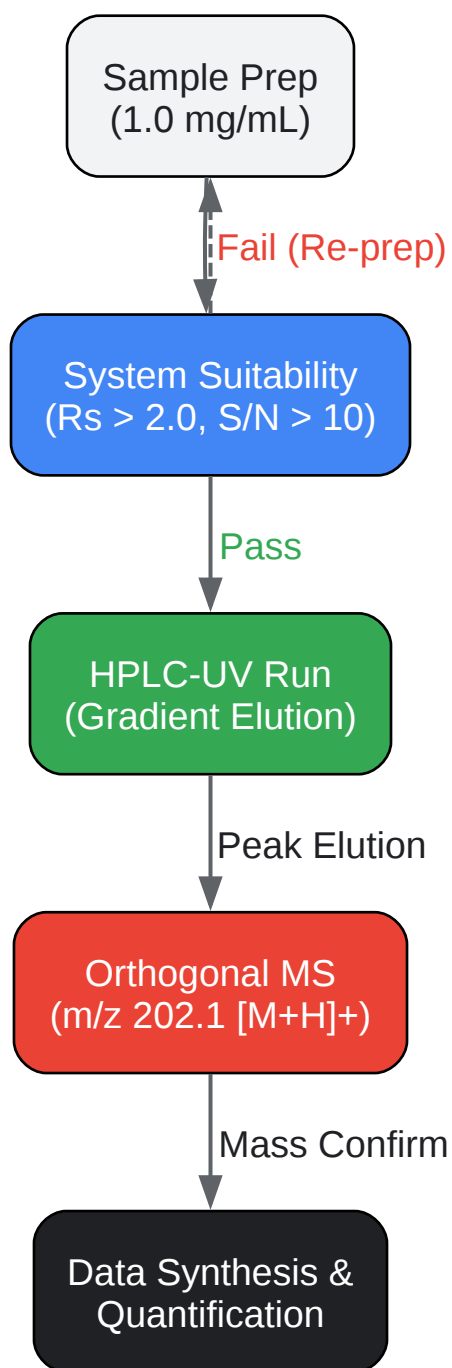 Sample Prep
(1.0 mg/mL)
Fail (Re-prep)
System Suitability
(Rs > 2.0, S/N > 10)
Pass
HPLC-UV Run
(Gradient Elution)
Peak Elution
Orthogonal MS
(m/z 202.1 [M+H]+)
Mass Confirm
Data Synthesis &
Quantification